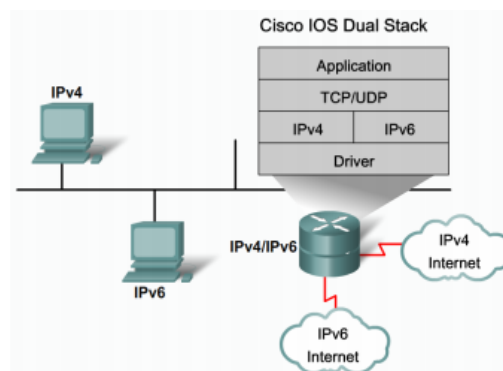 Cisco IOS Dual Stack
Application
TCP/UDP
IPv4 IPv6
Driver
IPv4
IPv6
IPv4/IPv6
IPv4
Internet
IPv6
Internet